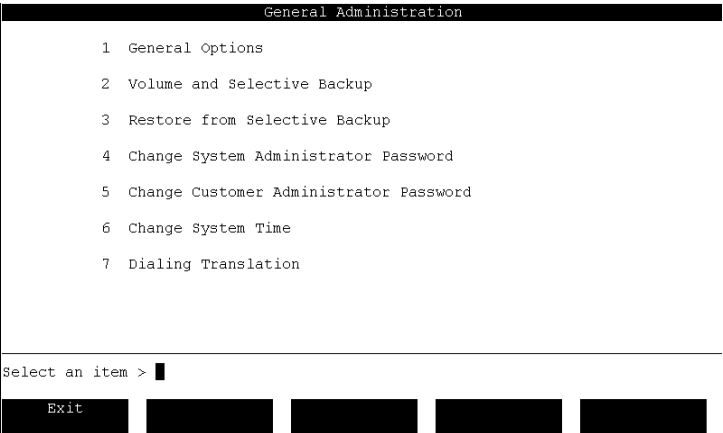 General Administration
1 General Options
2 Volume and Selective Backup
3 Restore from Selective Backup
4 Change System Administrator Password
5 Change Customer Administrator Password
6 Change System Time
7 Dialing Translation
Select an item >
Exit